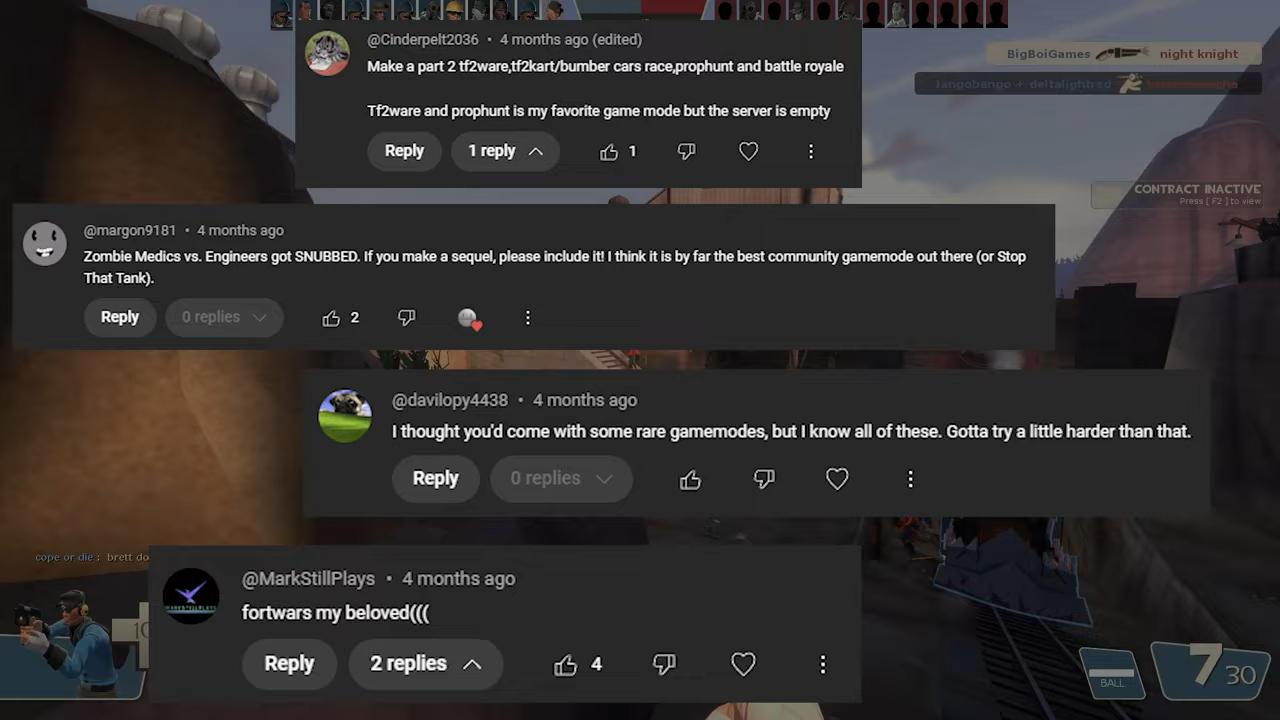 BigBoiGames night knight
Tangobango + deltalightred
@Cinderpelt2036 • 4 months ago (edited)
Make a part 2 tf2ware,tf2kart/bumber cars race,prophunt and battle royale
Tf2ware and prophunt is my favorite game mode but the server is empty
Reply 1 reply 1
CONTRACT INACTIVE
Press [ F2 ] to view
@margon9181 • 4 months ago
Zombie Medics vs. Engineers got SNUBBED. If you make a sequel, please include it! I think it is by far the best community gamemode out there (or Stop
That Tank).
Reply 0 replies 2
@davilopy4438 • 4 months ago
I thought you'd come with some rare gamemodes, but I know all of these. Gotta try a little harder than that.
Reply 0 replies
cope or die : brett do
@MarkStillPlays • 4 months ago
fortwars my beloved(((
Reply 2 replies 4
10
BALL
7 30